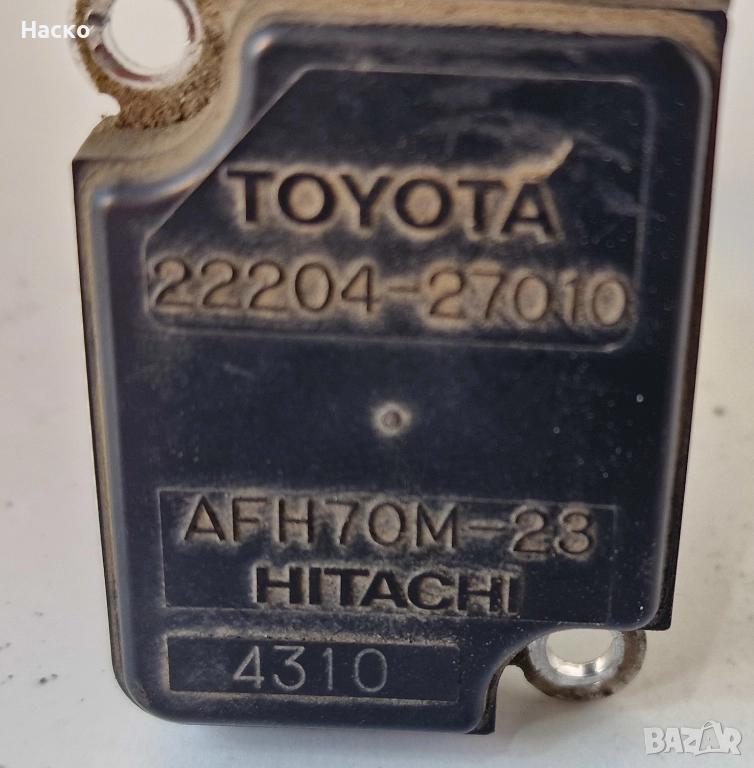 Наско
TOYOTA
22204-27010
AFH70M-23
HITACHI
4310
BAZAR